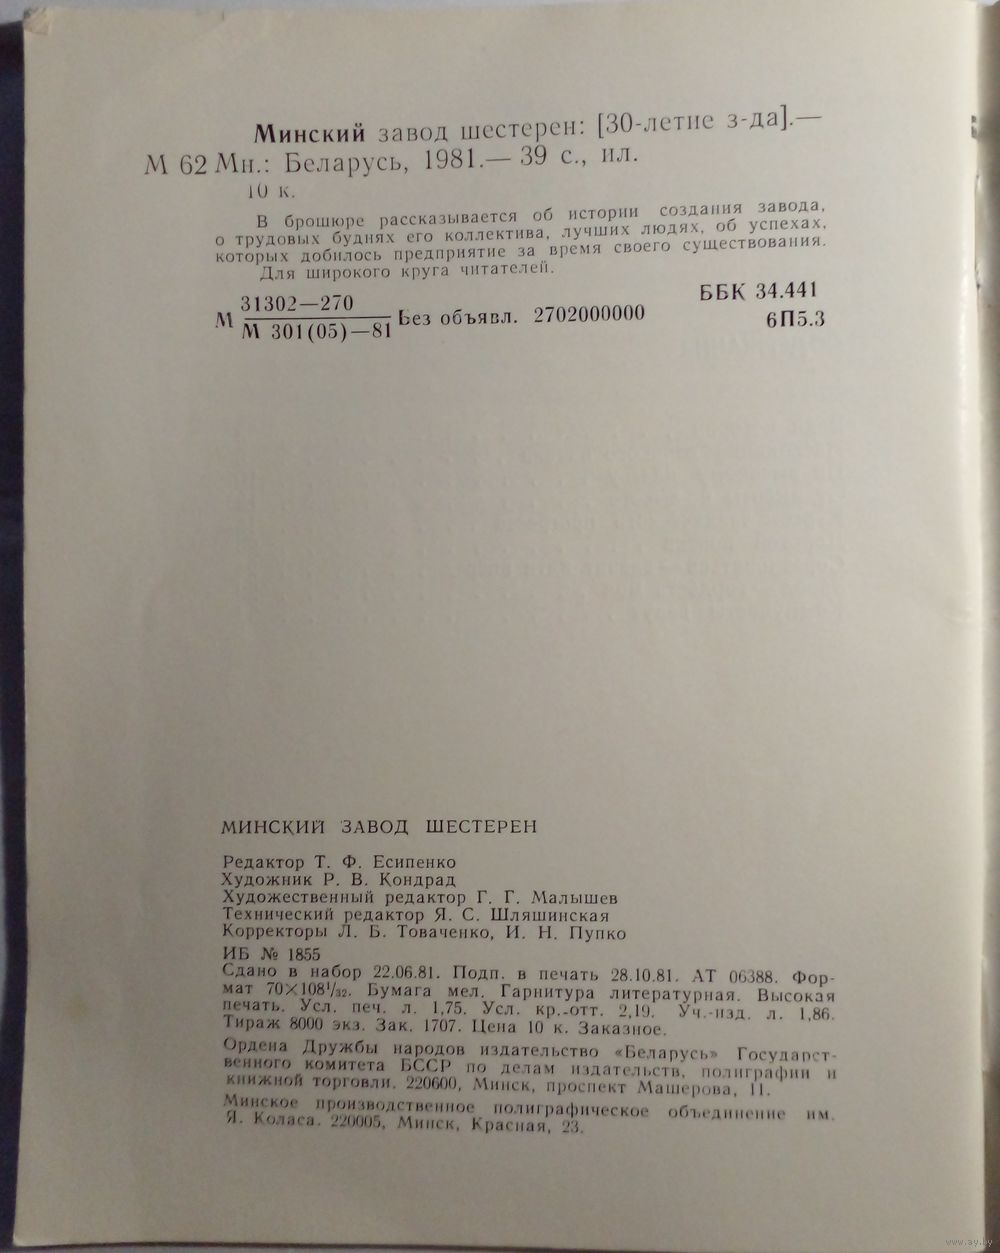 Минский завод шестерен: [30-летие з-да].—
М 62 Мн.: Беларусь, 1981.— 39 с., ил.
10 к.
В брошюре рассказывается об истории создания завода,
о трудовых буднях его коллектива, лучших людях, об успехах,
которых добилось предприятие за время своего существования.
Для широкого круга читателей.
М 31302—270
М 301(05)—81 Без объявл. 2702000000
ББК 34.441
6П5.3
МИНСКИЙ ЗАВОД ШЕСТЕРЕН
Редактор Т. Ф. Есипенко
Художник Р. В. Кондрад
Художественный редактор Г. Г. Малышев
Технический редактор Я. С. Шляшинская
Корректоры Л. Б. Товаченко, И. Н. Пупко
ИБ № 1855
Сдано в набор 22.06.81. Подп. в печать 28.10.81. АТ 06388. Фор-
мат 70×108¹/₃₂. Бумага мел. Гарнитура литературная. Высокая
печать. Усл. печ. л. 1,75. Усл. кр.-отт. 2,19. Уч.-изд. л. 1,86.
Тираж 8000 экз. Зак. 1707. Цена 10 к. Заказное.
Ордена Дружбы народов издательство «Беларусь» Государст-
венного комитета БССР по делам издательств, полиграфии и
книжной торговли. 220600, Минск, проспект Машерова, 11.
Минское производственное полиграфическое объединение им.
Я. Коласа. 220005, Минск, Красная, 23.
www.ay.by